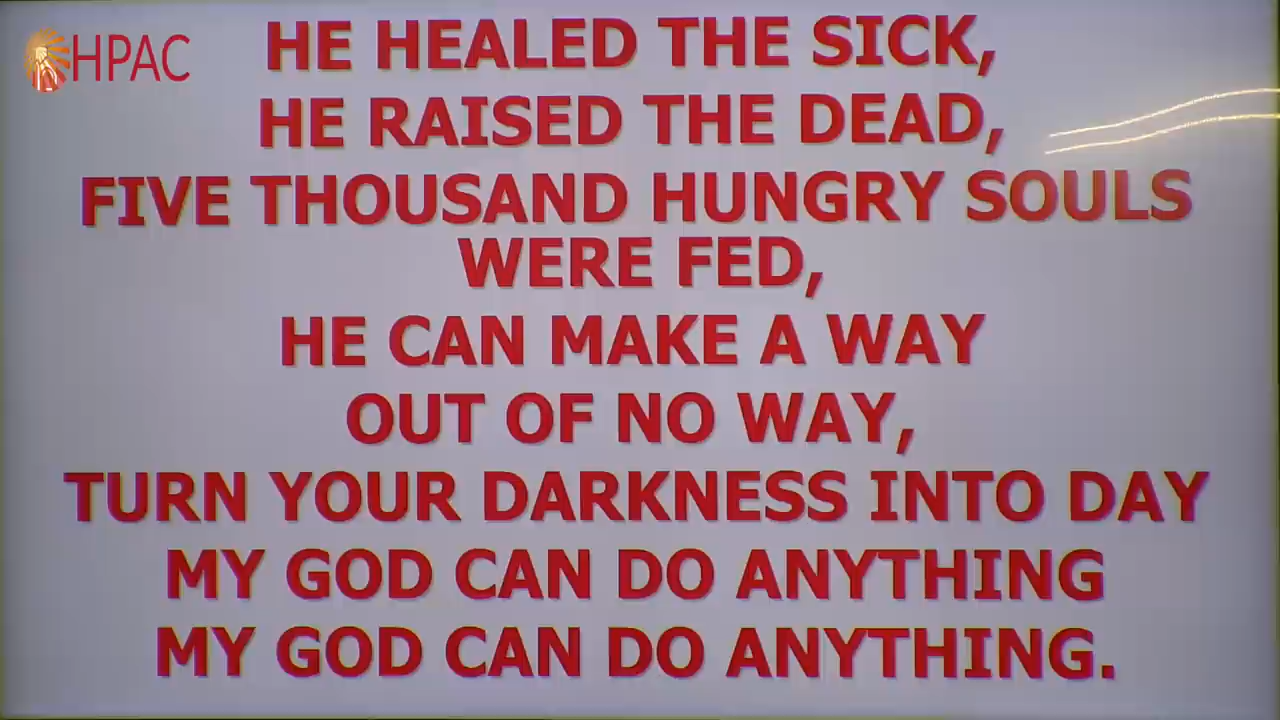 HPAC
HE HEALED THE SICK,
HE RAISED THE DEAD,
FIVE THOUSAND HUNGRY SOULS
WERE FED,
HE CAN MAKE A WAY
OUT OF NO WAY,
TURN YOUR DARKNESS INTO DAY
MY GOD CAN DO ANYTHING
MY GOD CAN DO ANYTHING.